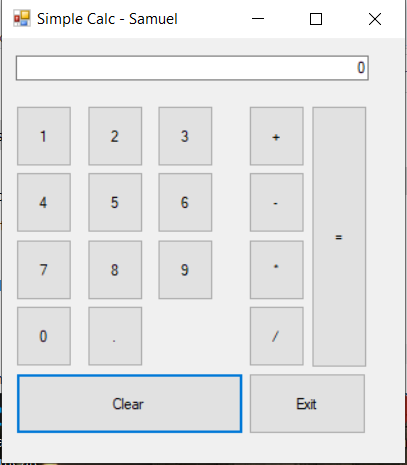 Simple Calc - Samuel
0
1 2 3 +
4 5 6 - =
7 8 9 *
0 . /
Clear Exit